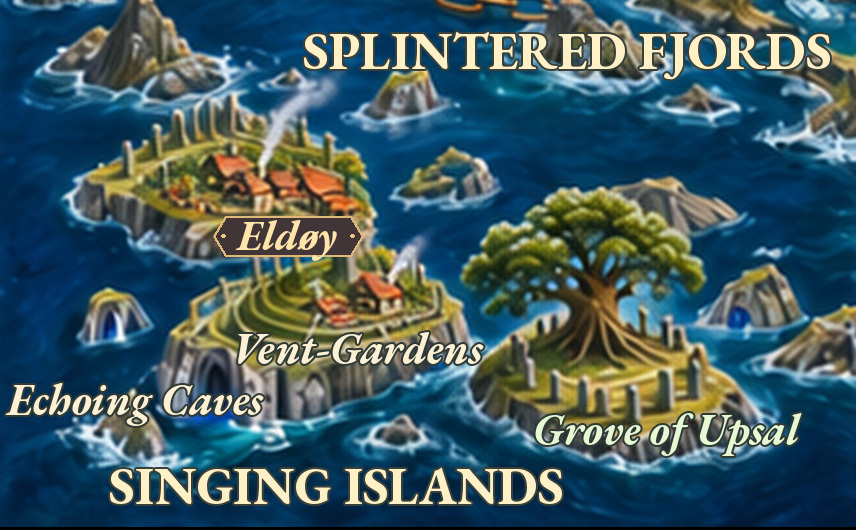 SPLINTERED FJORDS
Eldøy
Vent-Gardens
Echoing Caves
Grove of Upsal
SINGING ISLANDS